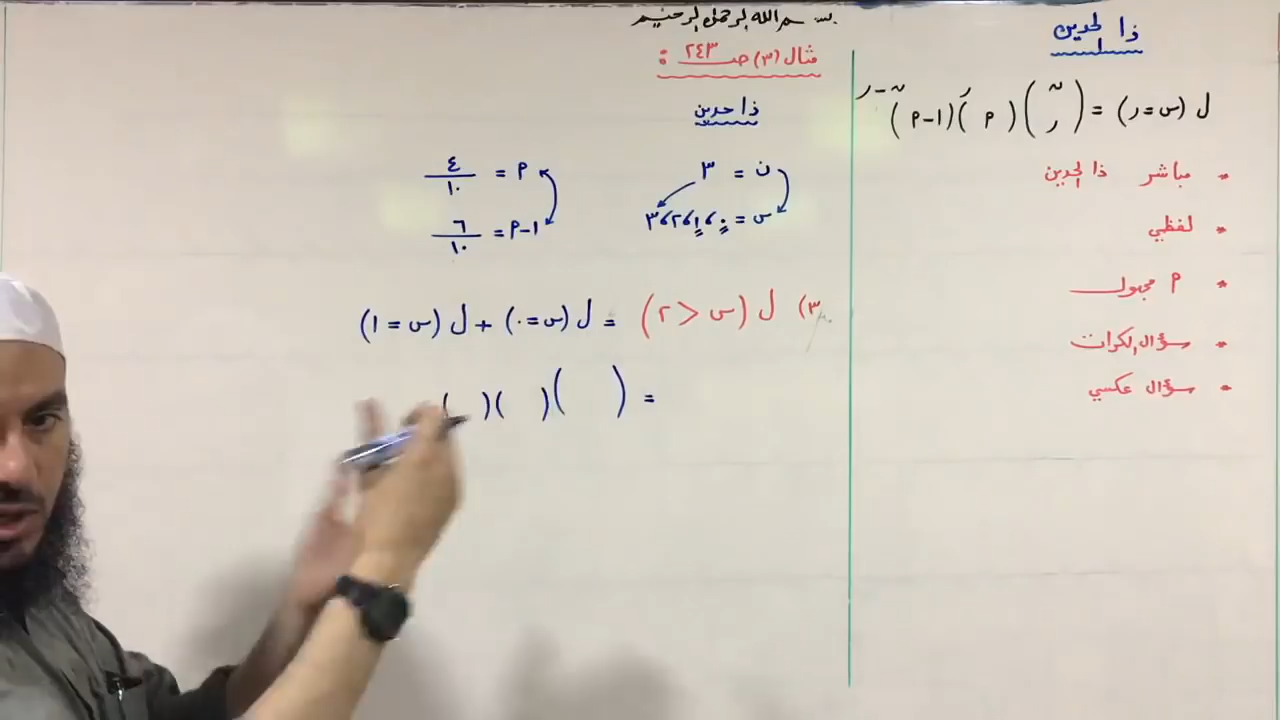 بسم الله الرحمن الرحيم
ذا الحدين
ل (س=ر) = (ن ر) (م)^ر (١-م)^ن-ر
* مباشر ذا الحدين
* لفظي
* م مجهول
* سؤال الكرات
* سؤال عكسي
مثال (٣) صـ ٢٤٣ :
ذا حدين
ن = ٣
س = ٠، ١، ٢، ٣
م = ٤/١٠
١-م = ٦/١٠
٣) ل (س < ٢) = ل (س=٠) + ل (س=١)
= ( ) ( ) (